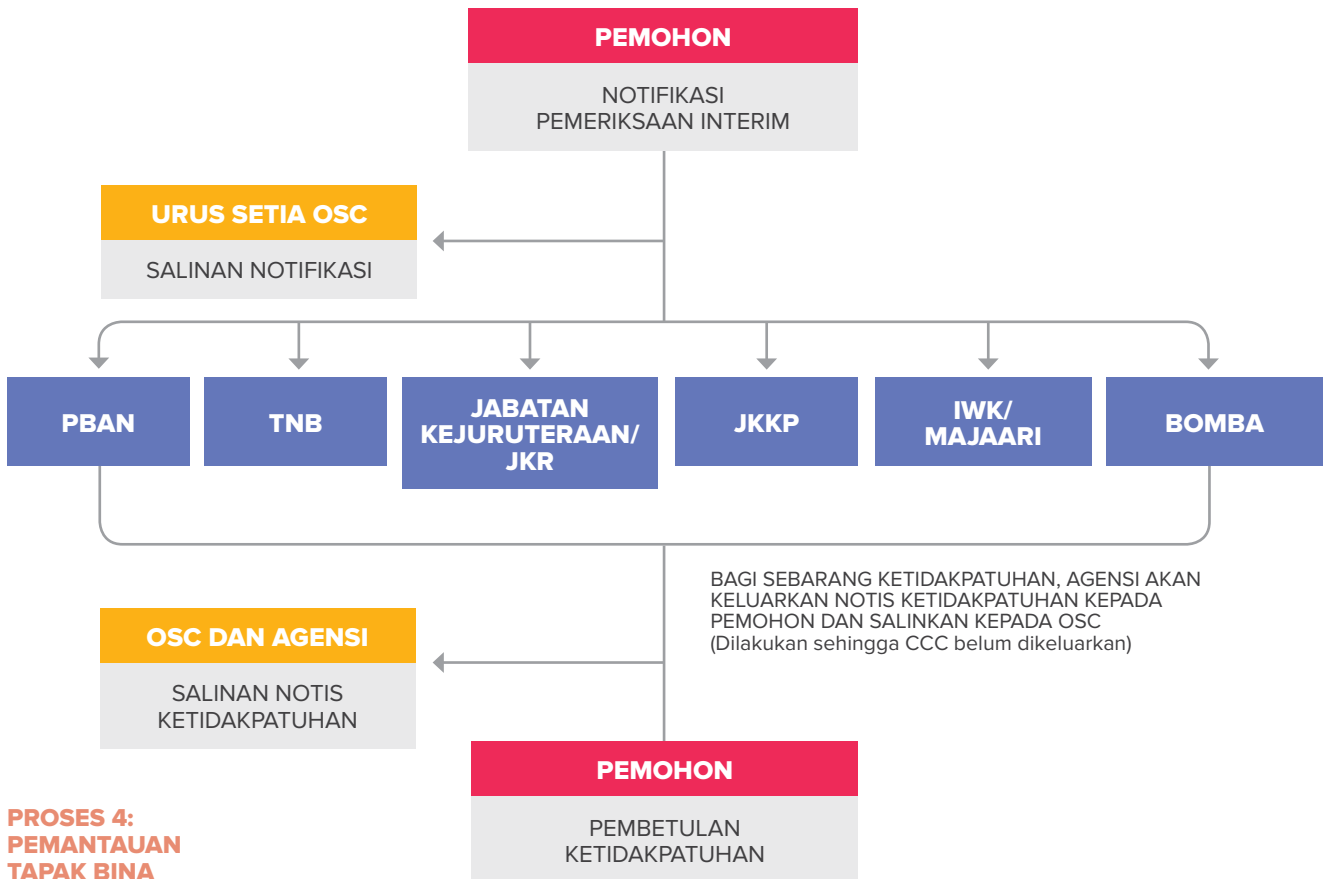 PEMOHON
NOTIFIKASI
PEMERIKSAAN INTERIM
URUS SETIA OSC
SALINAN NOTIFIKASI
PBAN
TNB
JABATAN
KEJURUTERAAN/
JKR
JKKP
IWK/
MAJAARI
BOMBA
BAGI SEBARANG KETIDAKPATUHAN, AGENSI AKAN
KELUARKAN NOTIS KETIDAKPATUHAN KEPADA
PEMOHON DAN SALINKAN KEPADA OSC
(Dilakukan sehingga CCC belum dikeluarkan)
OSC DAN AGENSI
SALINAN NOTIS
KETIDAKPATUHAN
PEMOHON
PEMBETULAN
KETIDAKPATUHAN
PROSES 4:
PEMANTAUAN
TAPAK BINA